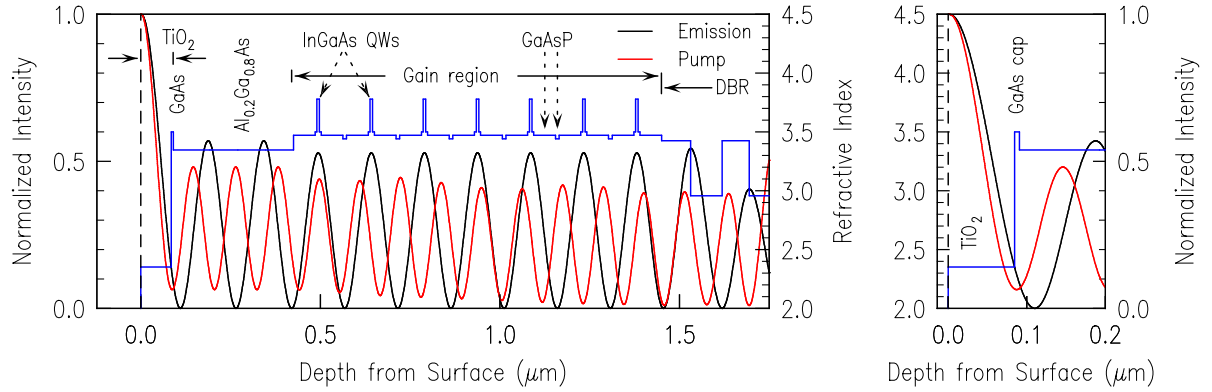 1.0
0.5
0.0
Normalized Intensity
TiO2
GaAs
Al0.2Ga0.8As
InGaAs QWs
GaAsP
Gain region
DBR
Emission
Pump
4.5
4.0
3.5
3.0
2.5
2.0
Refractive Index
0.0 0.5 1.0 1.5
Depth from Surface (μm)
4.5
4.0
3.5
3.0
2.5
2.0
TiO2
GaAs cap
1.0
0.5
0.0
Normalized Intensity
0.0 0.1 0.2
Depth from Surface (μm)